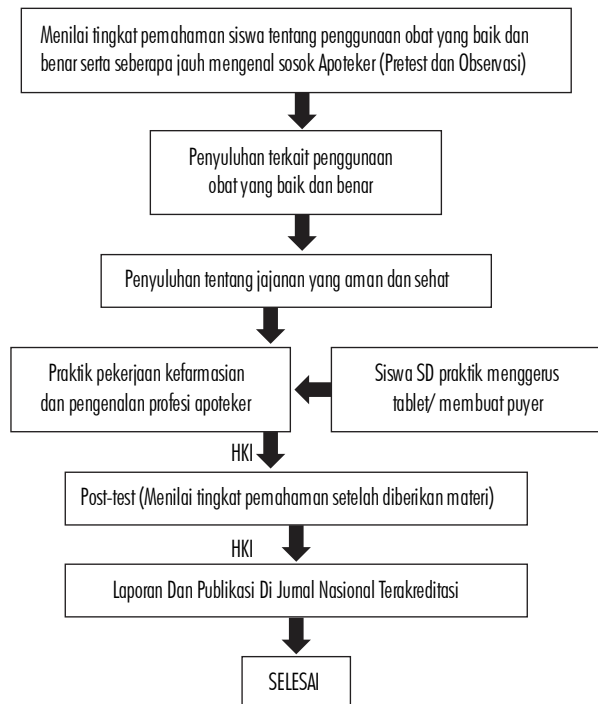 Menilai tingkat pemahaman siswa tentang penggunaan obat yang baik dan
benar serta seberapa jauh mengenal sosok Apoteker (Pretest dan Observasi)
Penyuluhan terkait penggunaan
obat yang baik dan benar
Penyuluhan tentang jajanan yang aman dan sehat
Praktik pekerjaan kefarmasian
dan pengenalan profesi apoteker
Siswa SD praktik menggerus
tablet/ membuat puyer
HKI
Post-test (Menilai tingkat pemahaman setelah diberikan materi)
HKI
Laporan Dan Publikasi Di Jurnal Nasional Terakreditasi
SELESAI